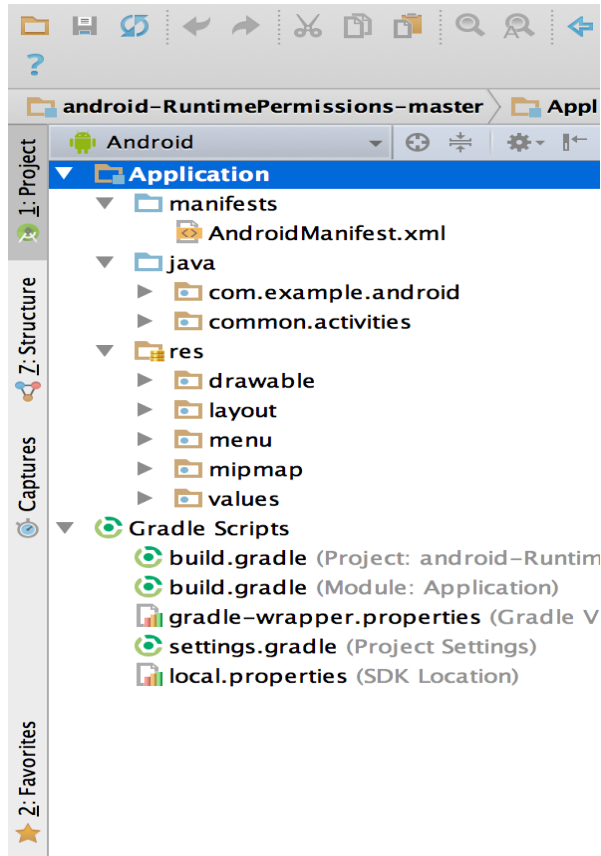 ?
android-RuntimePermissions-master Appl
Android
Application
manifests
AndroidManifest.xml
java
com.example.android
common.activities
res
drawable
layout
menu
mipmap
values
Gradle Scripts
build.gradle (Project: android-Runtim
build.gradle (Module: Application)
gradle-wrapper.properties (Gradle V
settings.gradle (Project Settings)
local.properties (SDK Location)
1: Project
7: Structure
Captures
2: Favorites